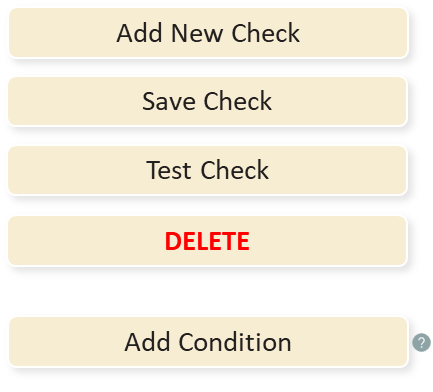 Add New Check
Save Check
Test Check
DELETE
Add Condition ?